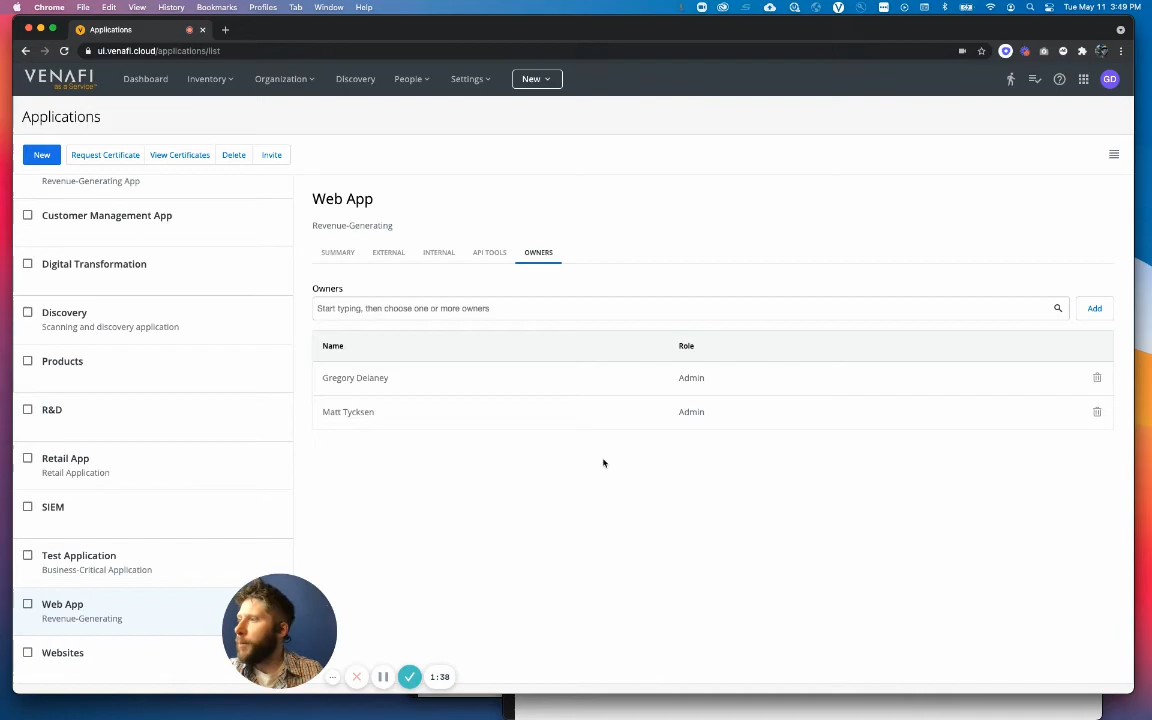 Chrome File Edit View History Bookmarks Profiles Tab Window Help
Tue May 11 3:49 PM
Applications
ui.venafi.cloud/applications/list
VENAFI
as a Service
Dashboard Inventory Organization Discovery People Settings New
GD
Applications
New Request Certificate View Certificates Delete Invite
Revenue-Generating App
Customer Management App
Digital Transformation
Discovery
Scanning and discovery application
Products
R&D
Retail App
Retail Application
SIEM
Test Application
Business-Critical Application
Web App
Revenue-Generating
Websites
Web App
Revenue-Generating
SUMMARY EXTERNAL INTERNAL API TOOLS OWNERS
Owners
Start typing, then choose one or more owners
Add
Name Role
Gregory Delaney Admin
Matt Tycksen Admin
1:38